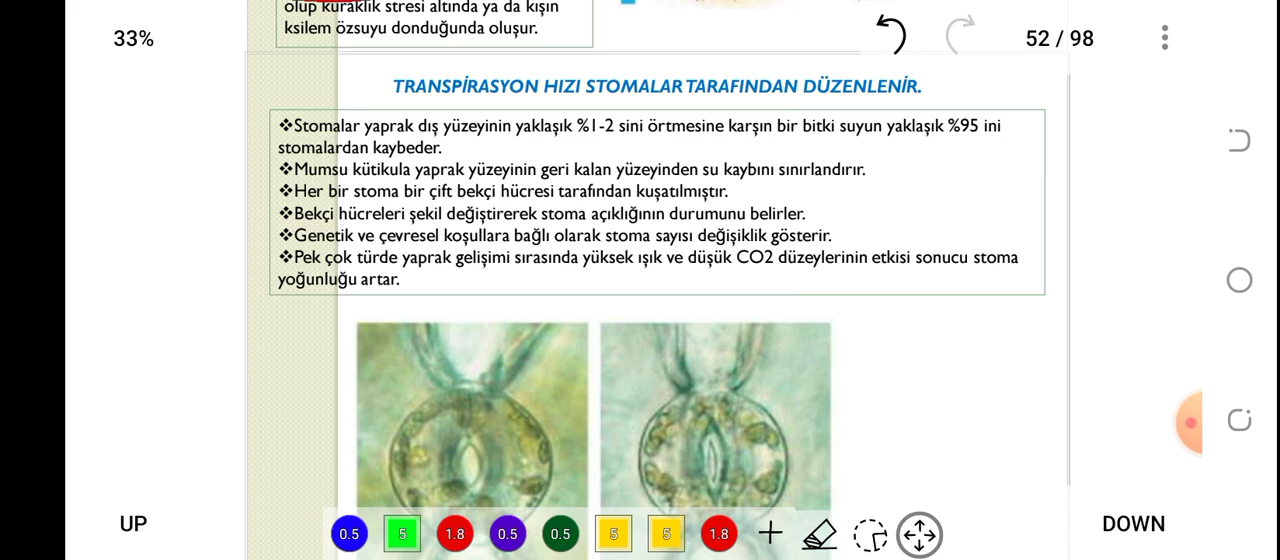 olup kuraklık stresi altında ya da kışın
ksilem özsuyu donduğunda oluşur.
33%
52 / 98
TRANSPİRASYON HIZI STOMALAR TARAFINDAN DÜZENLENİR.
❖Stomalar yaprak dış yüzeyinin yaklaşık %1-2 sini örtmesine karşın bir bitki suyun yaklaşık %95 ini
stomalardan kaybeder.
❖Mumsu kütikula yaprak yüzeyinin geri kalan yüzeyinden su kaybını sınırlandırır.
❖Her bir stoma bir çift bekçi hücresi tarafından kuşatılmıştır.
❖Bekçi hücreleri şekil değiştirerek stoma açıklığının durumunu belirler.
❖Genetik ve çevresel koşullara bağlı olarak stoma sayısı değişiklik gösterir.
❖Pek çok türde yaprak gelişimi sırasında yüksek ışık ve düşük CO2 düzeylerinin etkisi sonucu stoma
yoğunluğu artar.
UP
0.5 5 1.8 0.5 0.5 5 5 1.8
DOWN